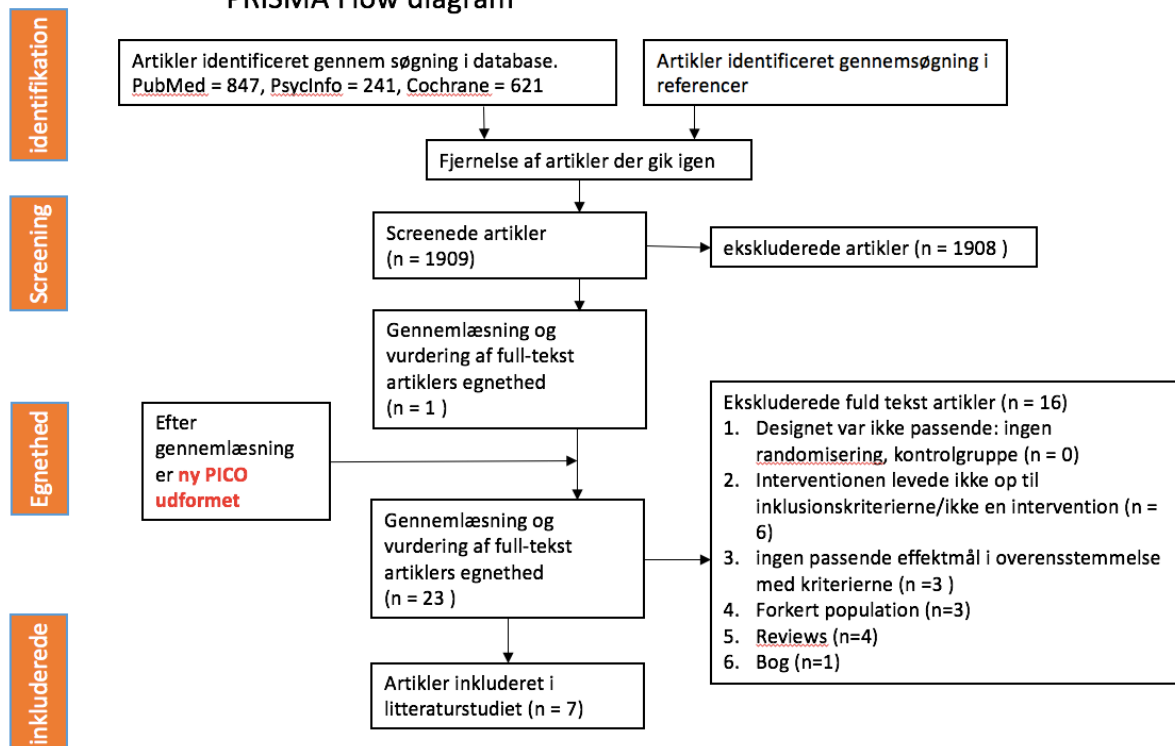 PRISMA Flow diagram
identifikation
Artikler identificeret gennem søgning i database.
PubMed = 847, PsycInfo = 241, Cochrane = 621
Artikler identificeret gennemsøgning i
referencer
Fjernelse af artikler der gik igen
Screening
Screenede artikler
(n = 1909)
ekskluderede artikler (n = 1908 )
Gennemlæsning og
vurdering af full-tekst
artiklers egnethed
(n = 1 )
Egnethed
Efter
gennemlæsning
er ny PICO
udformet
Gennemlæsning og
vurdering af full-tekst
artiklers egnethed
(n = 23 )
Ekskluderede fuld tekst artikler (n = 16)
1. Designet var ikke passende: ingen
randomisering, kontrolgruppe (n = 0)
2. Interventionen levede ikke op til
inklusionskriterierne/ikke en intervention (n =
6)
3. ingen passende effektmål i overensstemmelse
med kriterierne (n =3 )
4. Forkert population (n=3)
5. Reviews (n=4)
6. Bog (n=1)
inkluderede
Artikler inkluderet i
litteraturstudiet (n = 7)